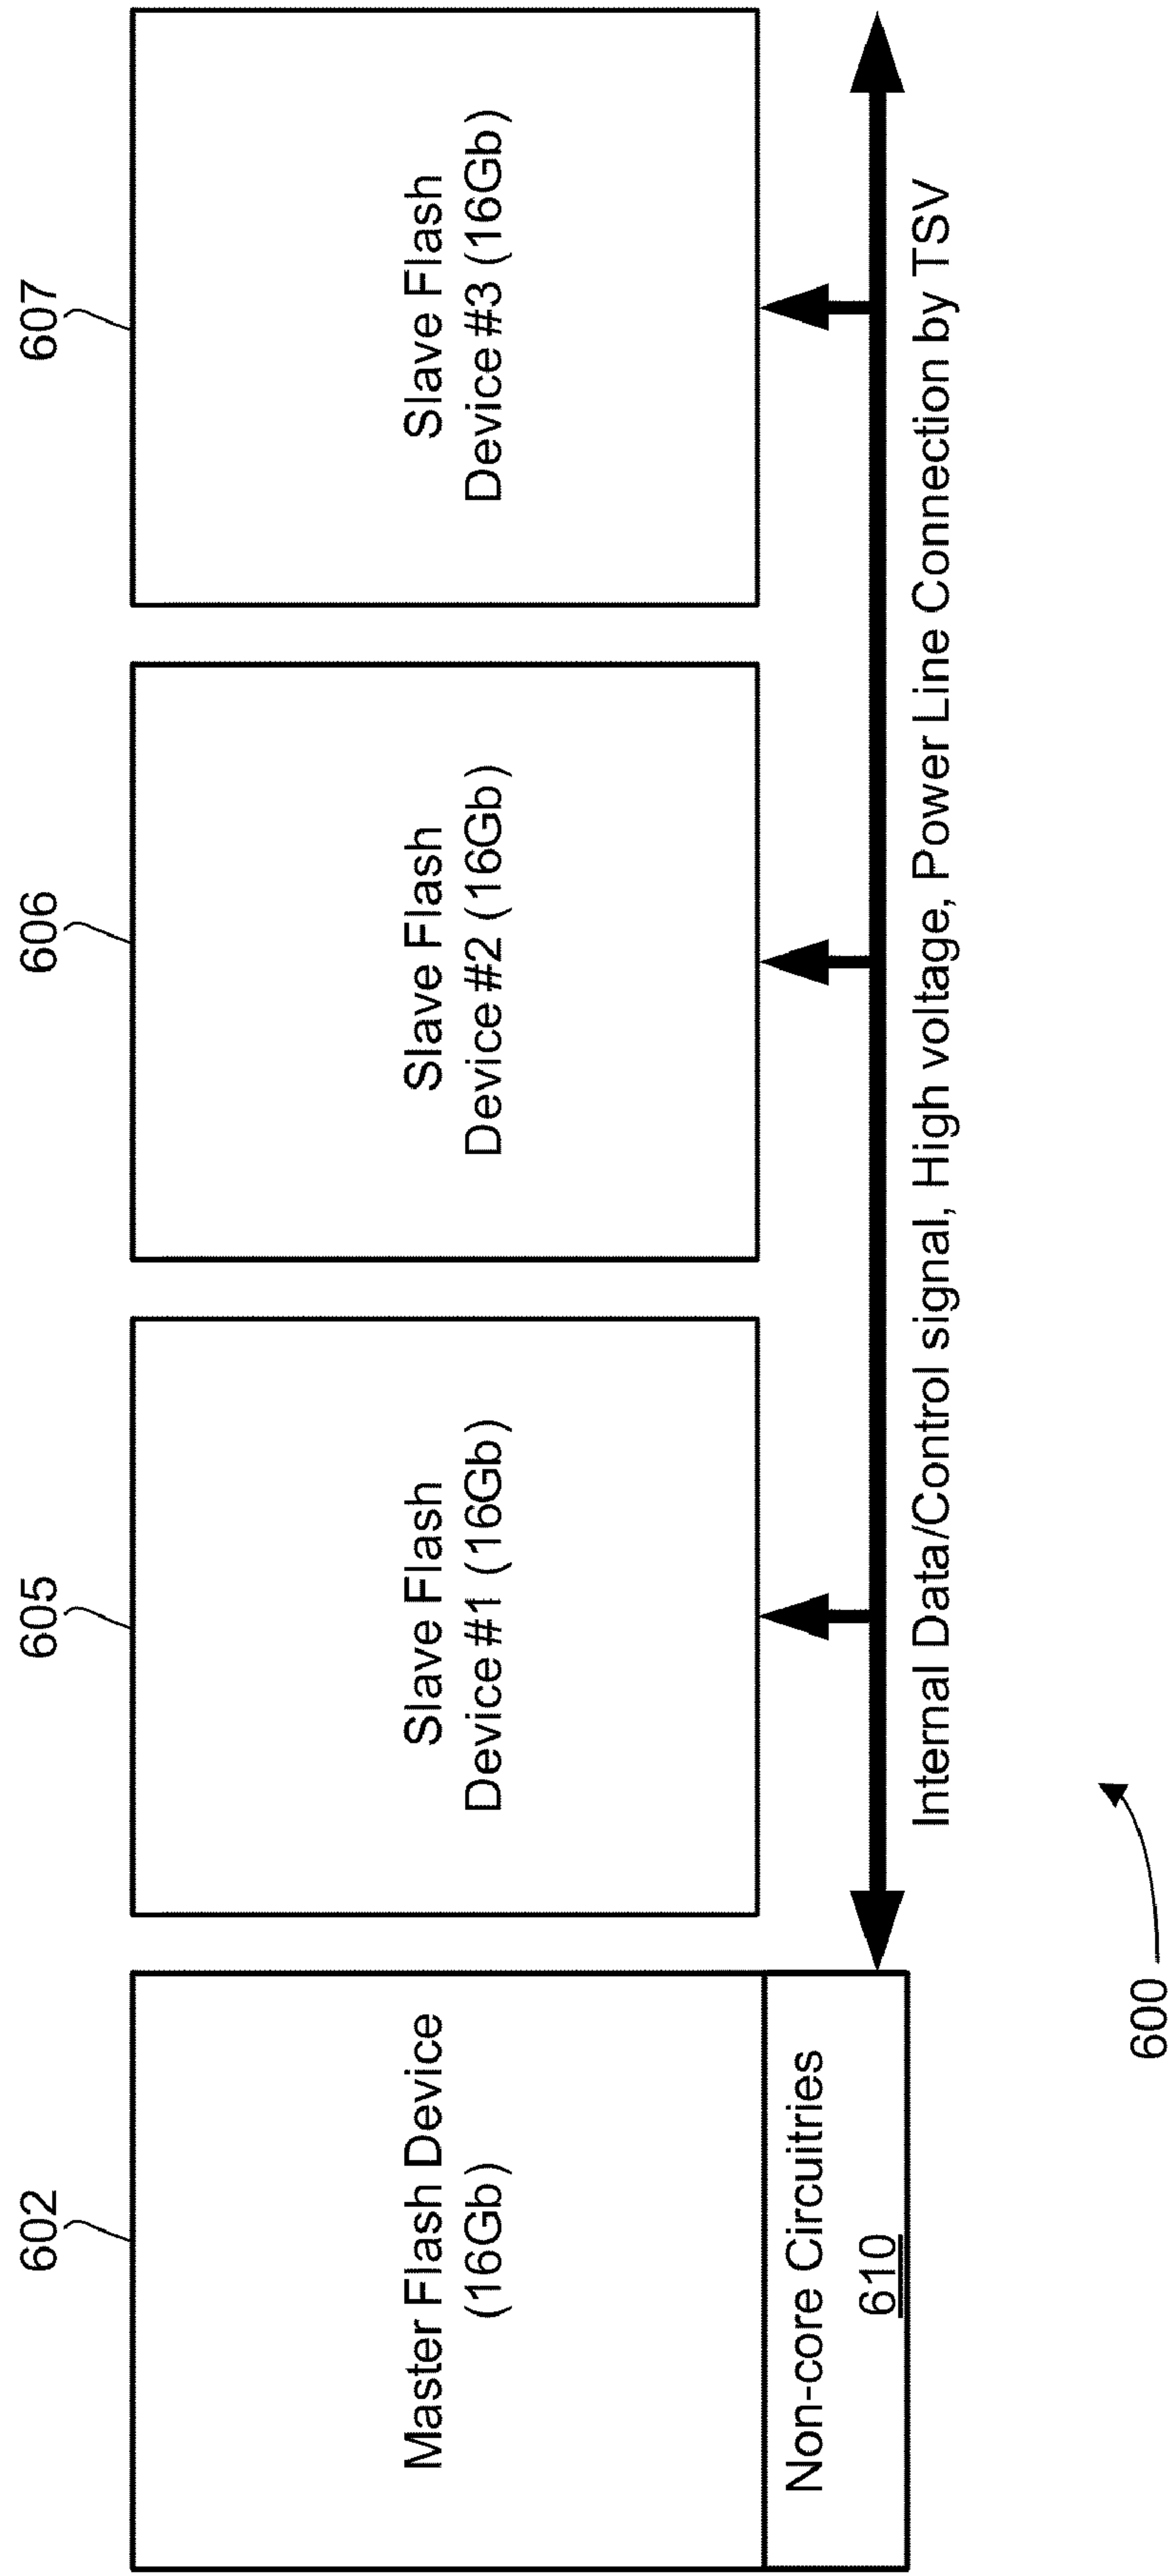 602
605
606
607
Master Flash Device
(16Gb)
Slave Flash
Device #1 (16Gb)
Slave Flash
Device #2 (16Gb)
Slave Flash
Device #3 (16Gb)
Non-core Circuitries
610
Internal Data/Control signal, High voltage, Power Line Connection by TSV
600